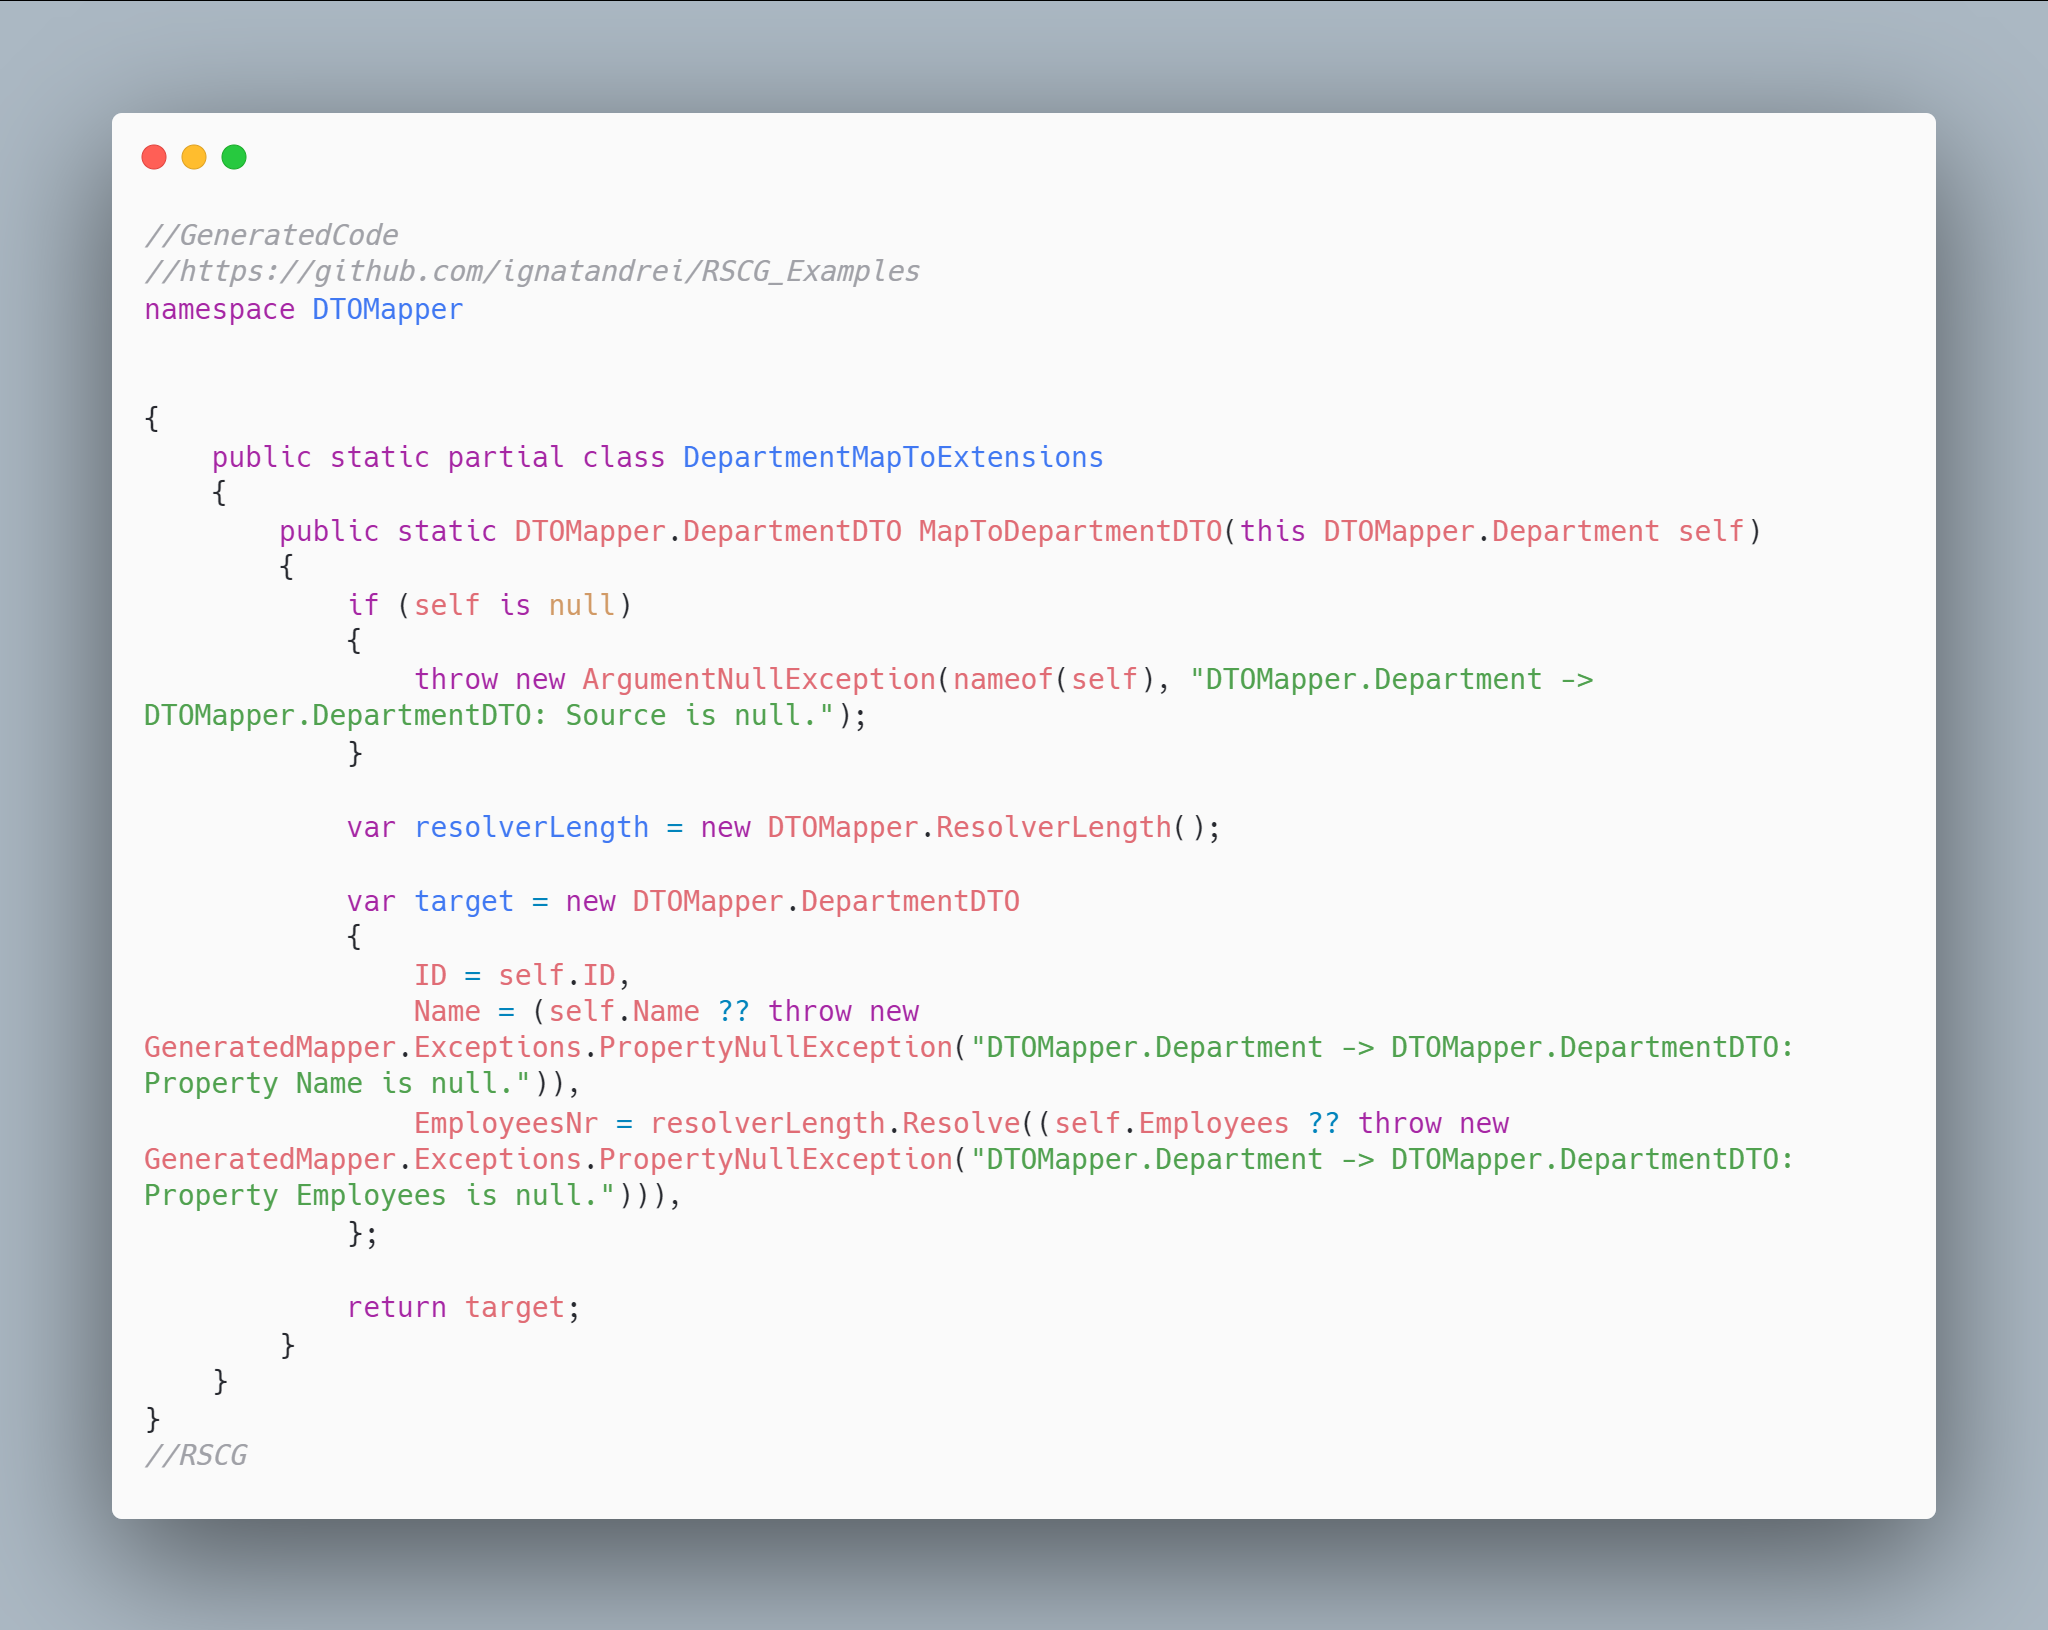 //GeneratedCode
//https://github.com/ignatandrei/RSCG_Examples
namespace DTOMapper
{
    public static partial class DepartmentMapToExtensions
    {
        public static DTOMapper.DepartmentDTO MapToDepartmentDTO(this DTOMapper.Department self)
        {
            if (self is null)
            {
                throw new ArgumentNullException(nameof(self), "DTOMapper.Department ->
DTOMapper.DepartmentDTO: Source is null.");
            }
            var resolverLength = new DTOMapper.ResolverLength();
            var target = new DTOMapper.DepartmentDTO
            {
                ID = self.ID,
                Name = (self.Name ?? throw new
GeneratedMapper.Exceptions.PropertyNullException("DTOMapper.Department -> DTOMapper.DepartmentDTO:
Property Name is null.")),
                EmployeesNr = resolverLength.Resolve((self.Employees ?? throw new
GeneratedMapper.Exceptions.PropertyNullException("DTOMapper.Department -> DTOMapper.DepartmentDTO:
Property Employees is null."))),
            };
            return target;
        }
    }
}
//RSCG